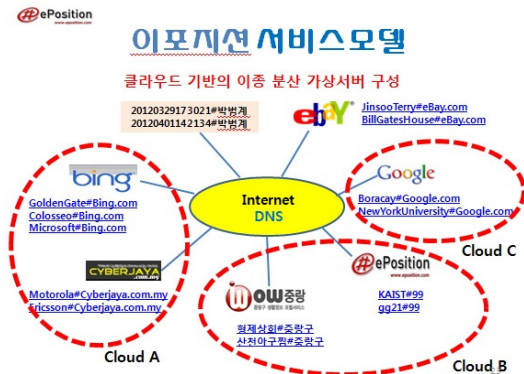 ePosition
www.eposition.com
이포지션 서비스모델
클라우드 기반의 이종 분산 가상서버 구성
20120329173021#박범계
20120401142134#박범계
ebay
JinsooTerry#eBay.com
BillGatesHouse#eBay.com
bing
GoldenGate#Bing.com
Colosseo#Bing.com
Microsoft#Bing.com
Internet
DNS
Google
Boracay#Google.com
NewYorkUniversity#Google.com
Cloud C
CYBERJAYA
Motorola#Cyberjaya.com.my
Ericsson#Cyberjaya.com.my
Cloud A
now중랑
형제상회#중랑구
산천아구찜#중랑구
ePosition
www.eposition.com
KAIST#99
gg21#99
Cloud B